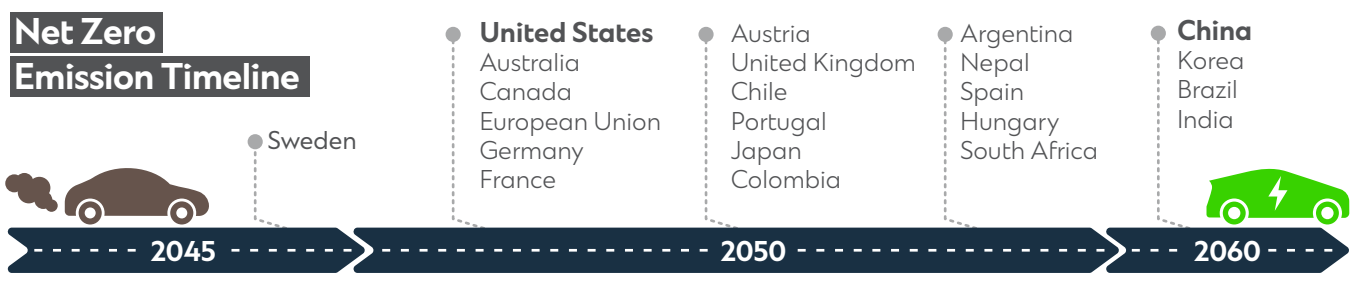 Net Zero
Emission Timeline
Sweden
United States
Australia
Canada
European Union
Germany
France
Austria
United Kingdom
Chile
Portugal
Japan
Colombia
Argentina
Nepal
Spain
Hungary
South Africa
China
Korea
Brazil
India
2045
2050
2060